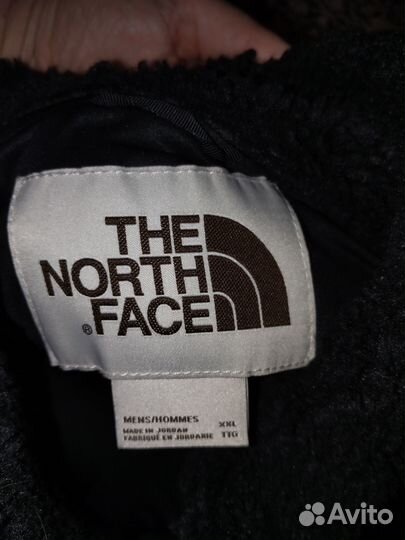 THE
NORTH
® FACE
MENS/HOMMES XXL
MADE IN JORDAN
FABRIQUÉ EN JORDANIE TTG
Avito